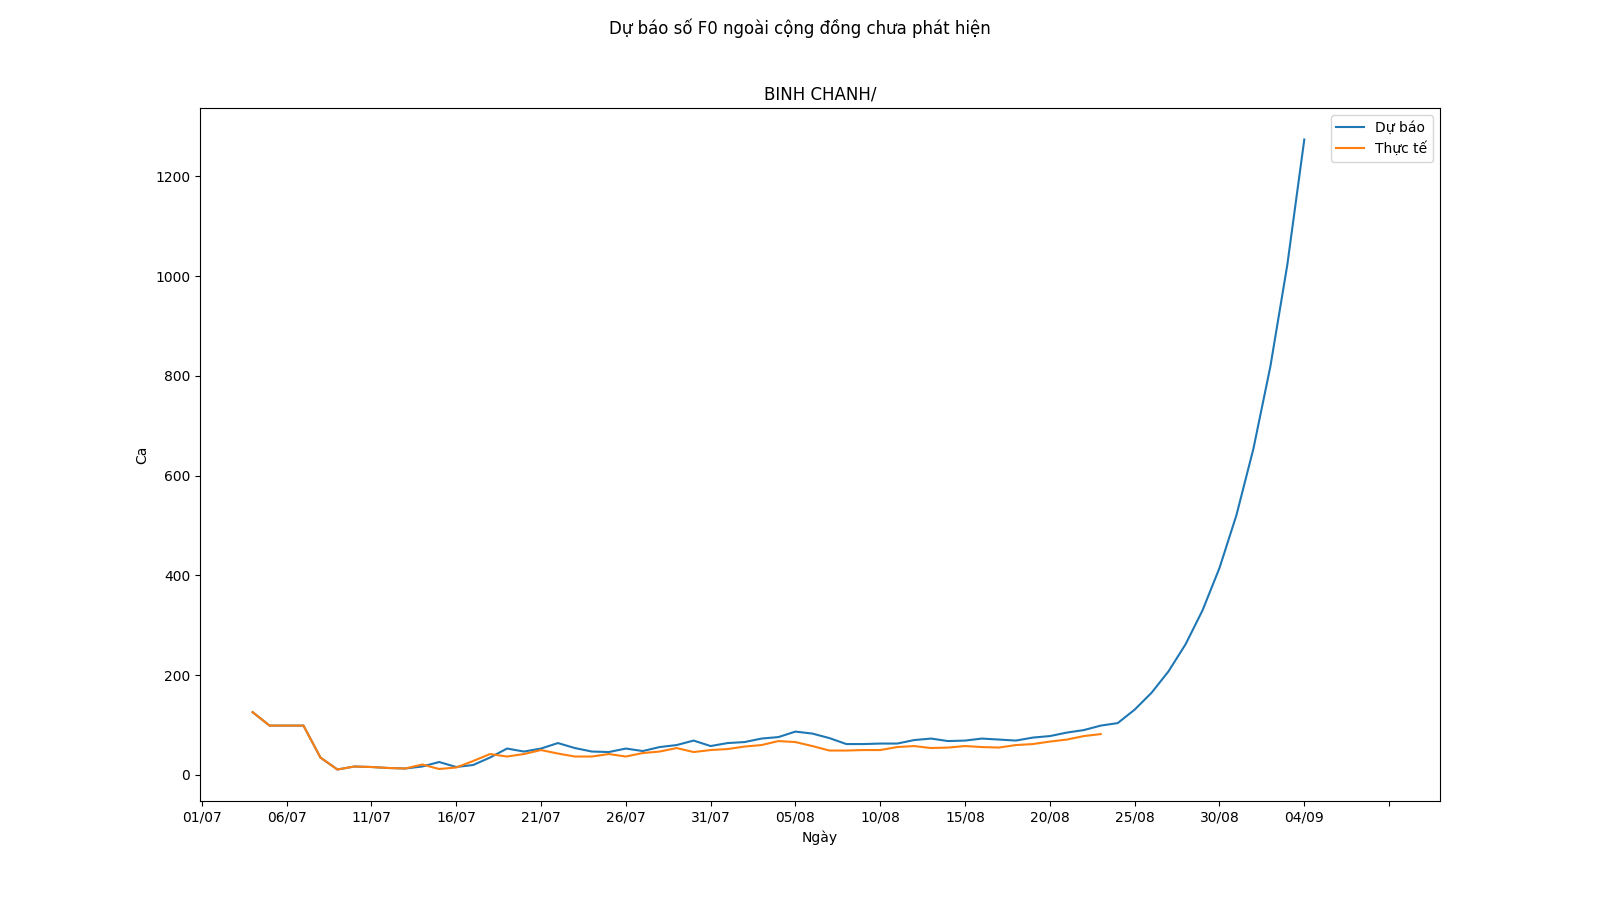 Dự báo số F0 ngoài cộng đồng chưa phát hiện
BINH CHANH/
Dự báo
Thực tế
1200
1000
800
600
400
200
0
Ca
01/07 06/07 11/07 16/07 21/07 26/07 31/07 05/08 10/08 15/08 20/08 25/08 30/08 04/09
Ngày